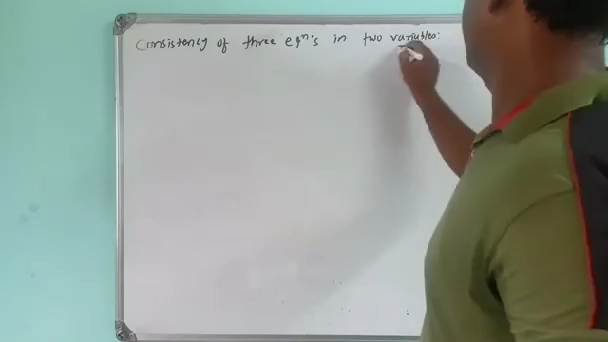 Consistency of three eqn's in two variables: